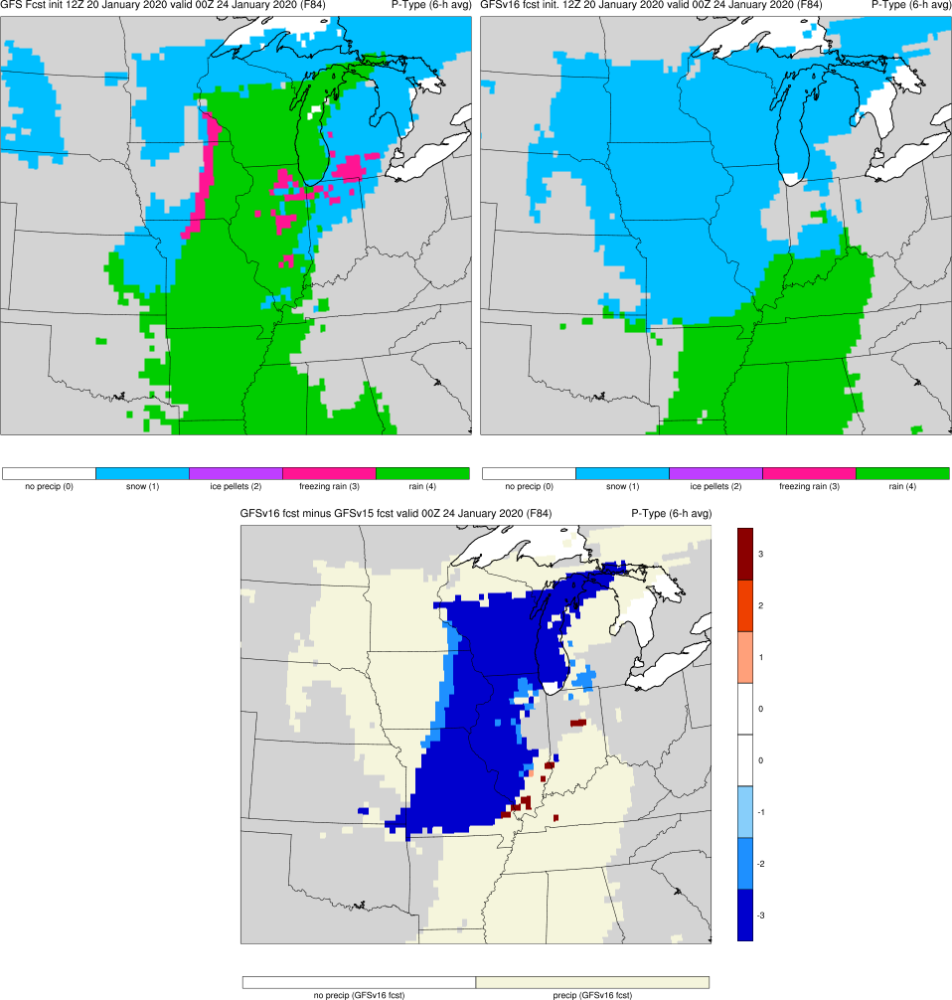 GFS Fcst init 12Z 20 January 2020 valid 00Z 24 January 2020 (F84) P-Type (6-h avg)
GFSv16 fcst init. 12Z 20 January 2020 valid 00Z 24 January 2020 (F84) P-Type (6-h avg)
no precip (0) snow (1) ice pellets (2) freezing rain (3) rain (4)
no precip (0) snow (1) ice pellets (2) freezing rain (3) rain (4)
GFSv16 fcst minus GFSv15 fcst valid 00Z 24 January 2020 (F84) P-Type (6-h avg)
3
2
1
0
0
-1
-2
-3
no precip (GFSv16 fcst) precip (GFSv16 fcst)